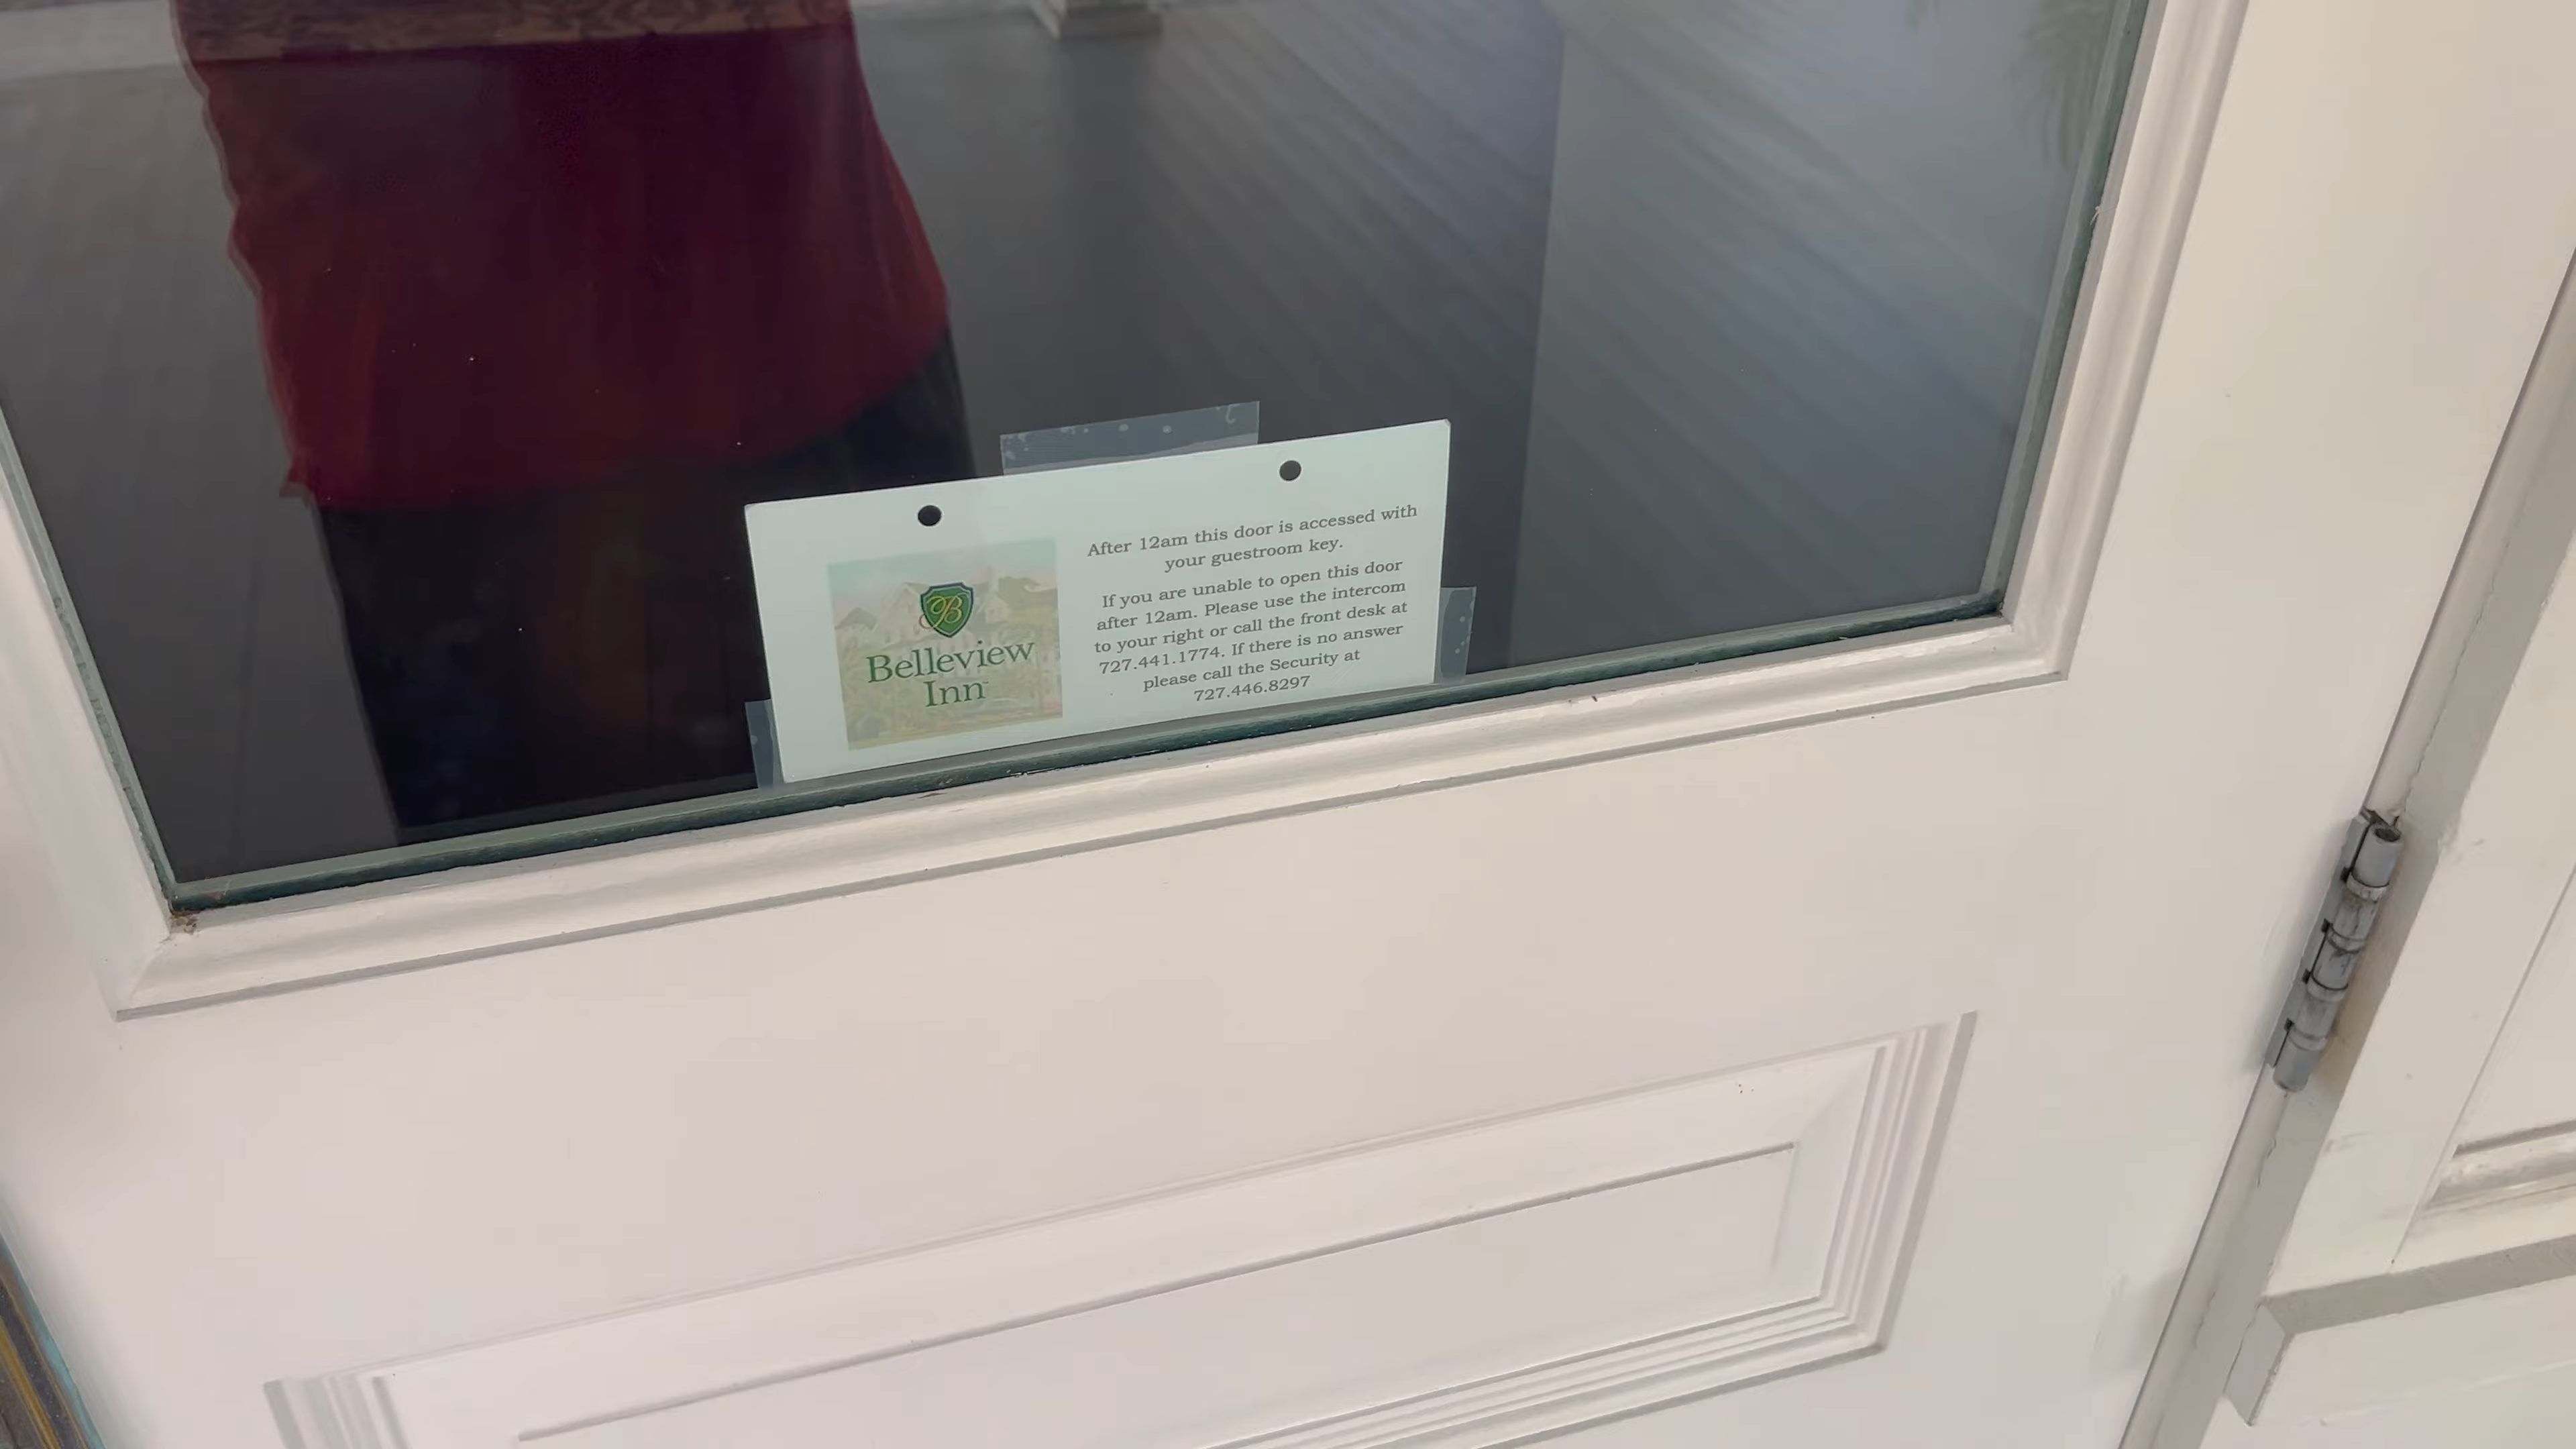 B
Belleview
Inn
After 12am this door is accessed with
your guestroom key.
If you are unable to open this door
after 12am. Please use the intercom
to your right or call the front desk at
727.441.1774. If there is no answer
please call the Security at
727.446.8297